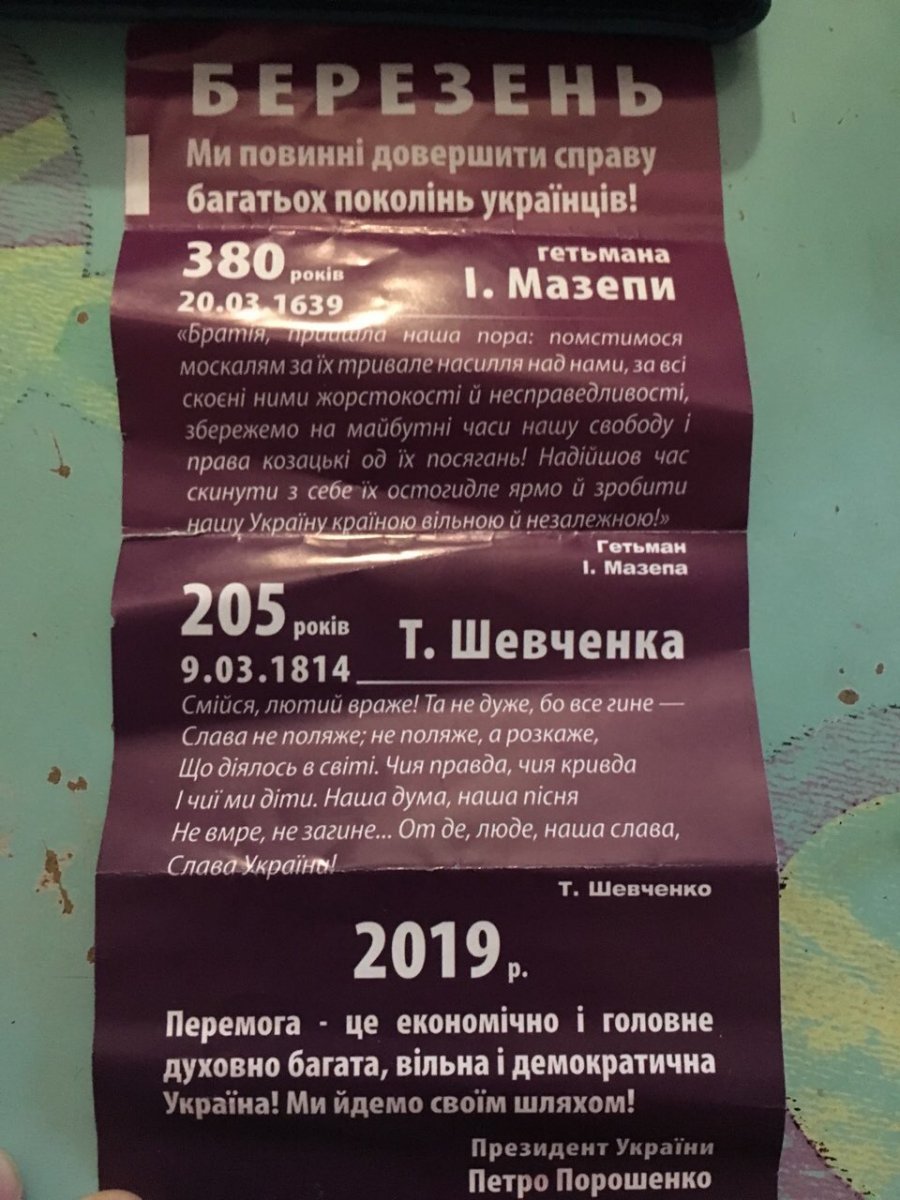 БЕРЕЗЕНЬ
Ми повинні довершити справу
багатьох поколінь українців!
380 років
гетьмана
20.03.1639
І. Мазепи
«Братія, прийшла наша пора: помстимося
москалям за їх тривале насилля над нами, за всі
скоєні ними жорстокості й несправедливості,
збережемо на майбутні часи нашу свободу і
права козацькі од їх посягань! Надійшов час
скинути з себе їх остогидле ярмо й зробити
нашу Україну країною вільною й незалежною!»
Гетьман
І. Мазепа
205 років
9.03.1814
Т. Шевченка
Смійся, лютий враже! Та не дуже, бо все гине —
Слава не поляже; не поляже, а розкаже,
Що діялось в світі. Чия правда, чия кривда
І чиї ми діти. Наша дума, наша пісня
Не вмре, не загине... От де, люде, наша слава,
Слава України!
Т. Шевченко
2019 р.
Перемога - це економічно і головне
духовно багата, вільна і демократична
Україна! Ми йдемо своїм шляхом!
Президент України
Петро Порошенко